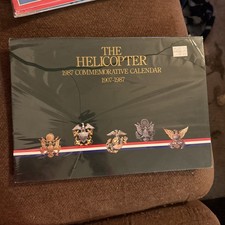 THE
HELICOPTER
1987 COMMEMORATIVE CALENDAR
1907-1987